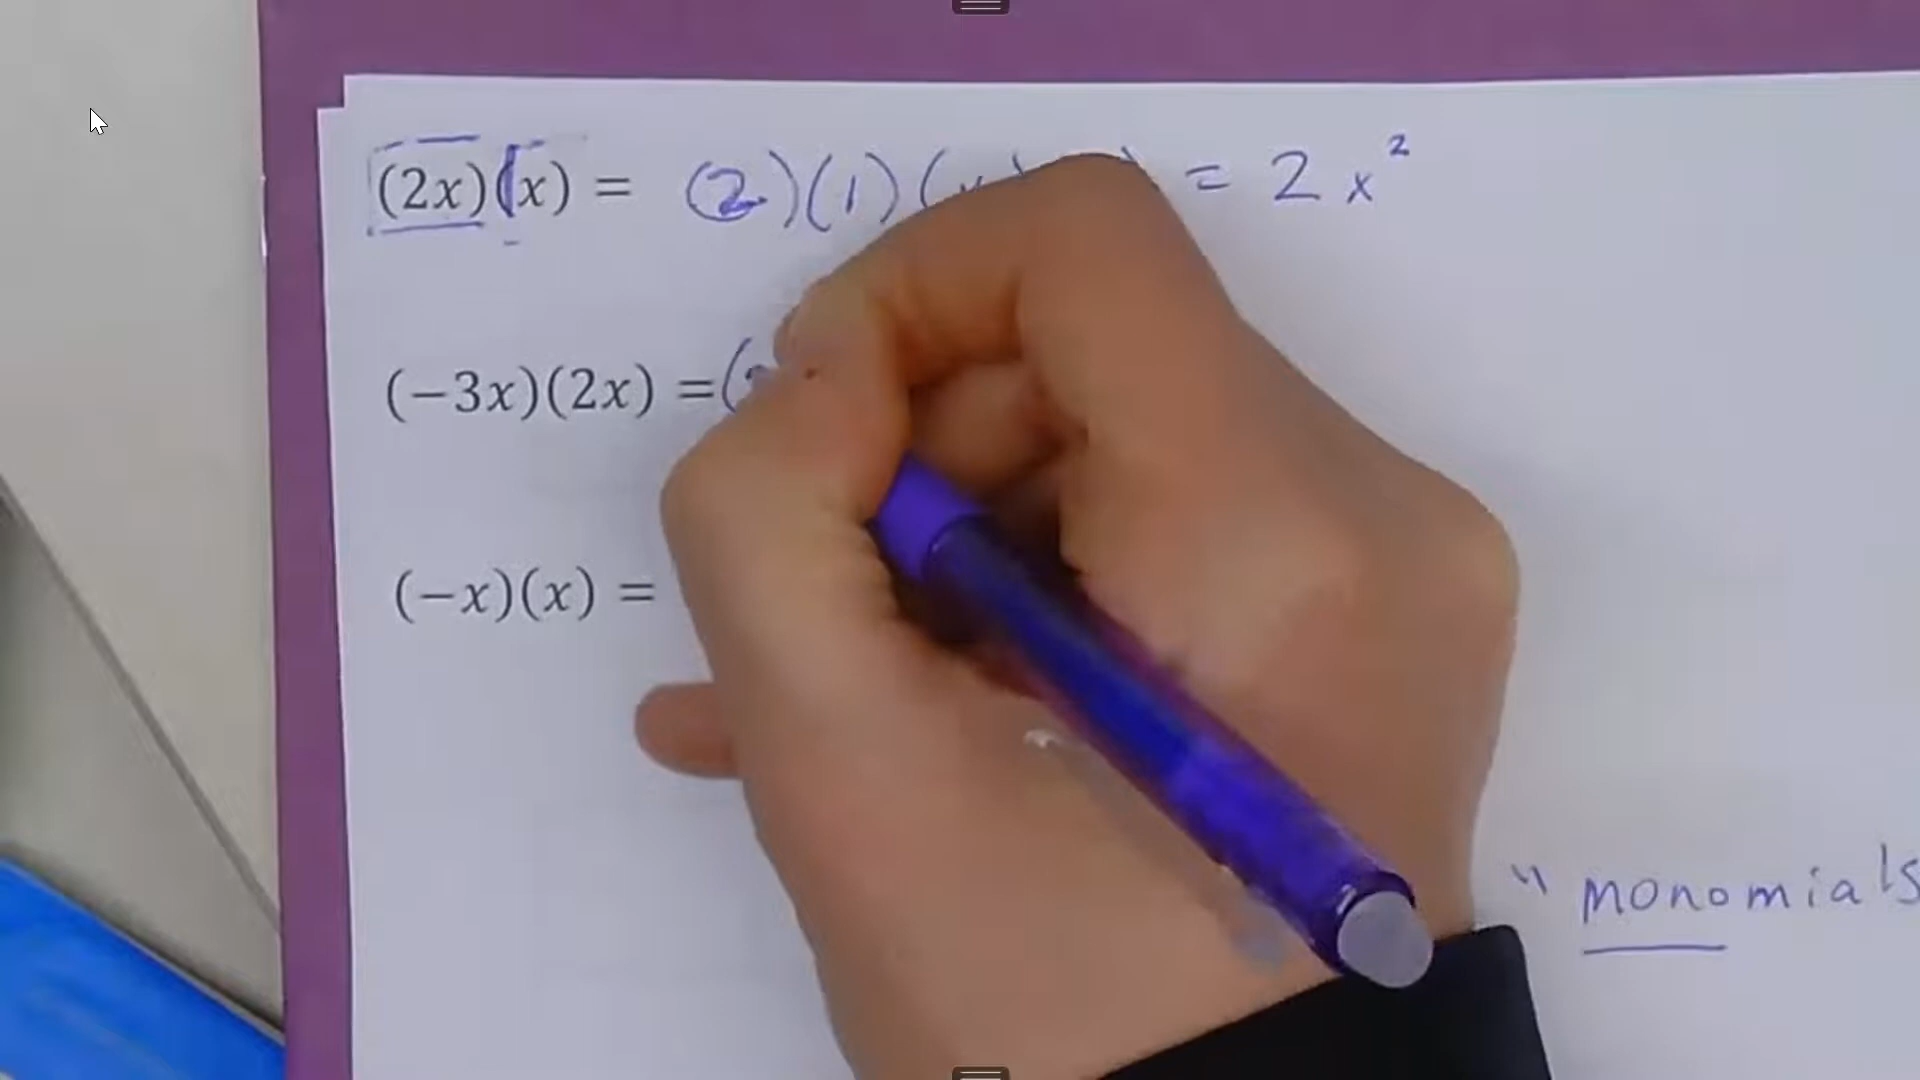 (2x)(x) = (2)(1)( = 2x²
(-3x)(2x) = (
(-x)(x) =
" monomials